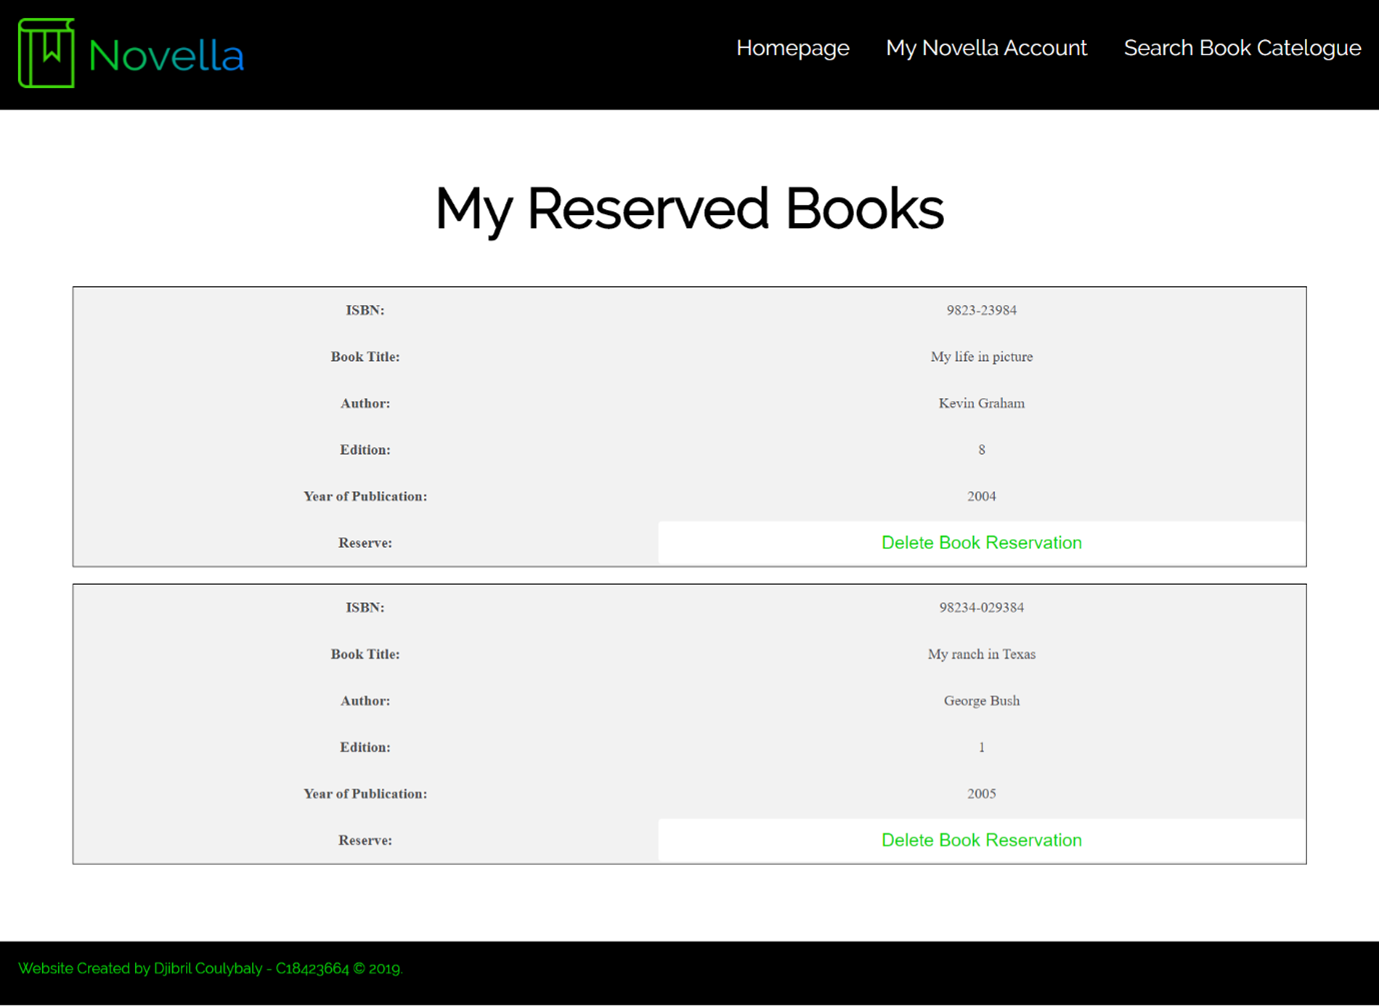 Novella
Homepage My Novella Account Search Book Catelogue
My Reserved Books
ISBN: 9823-23984
Book Title: My life in picture
Author: Kevin Graham
Edition: 8
Year of Publication: 2004
Reserve: Delete Book Reservation
ISBN: 98234-029384
Book Title: My ranch in Texas
Author: George Bush
Edition: 1
Year of Publication: 2005
Reserve: Delete Book Reservation
Website Created by Djibril Coulybaly - C18423664 © 2019.